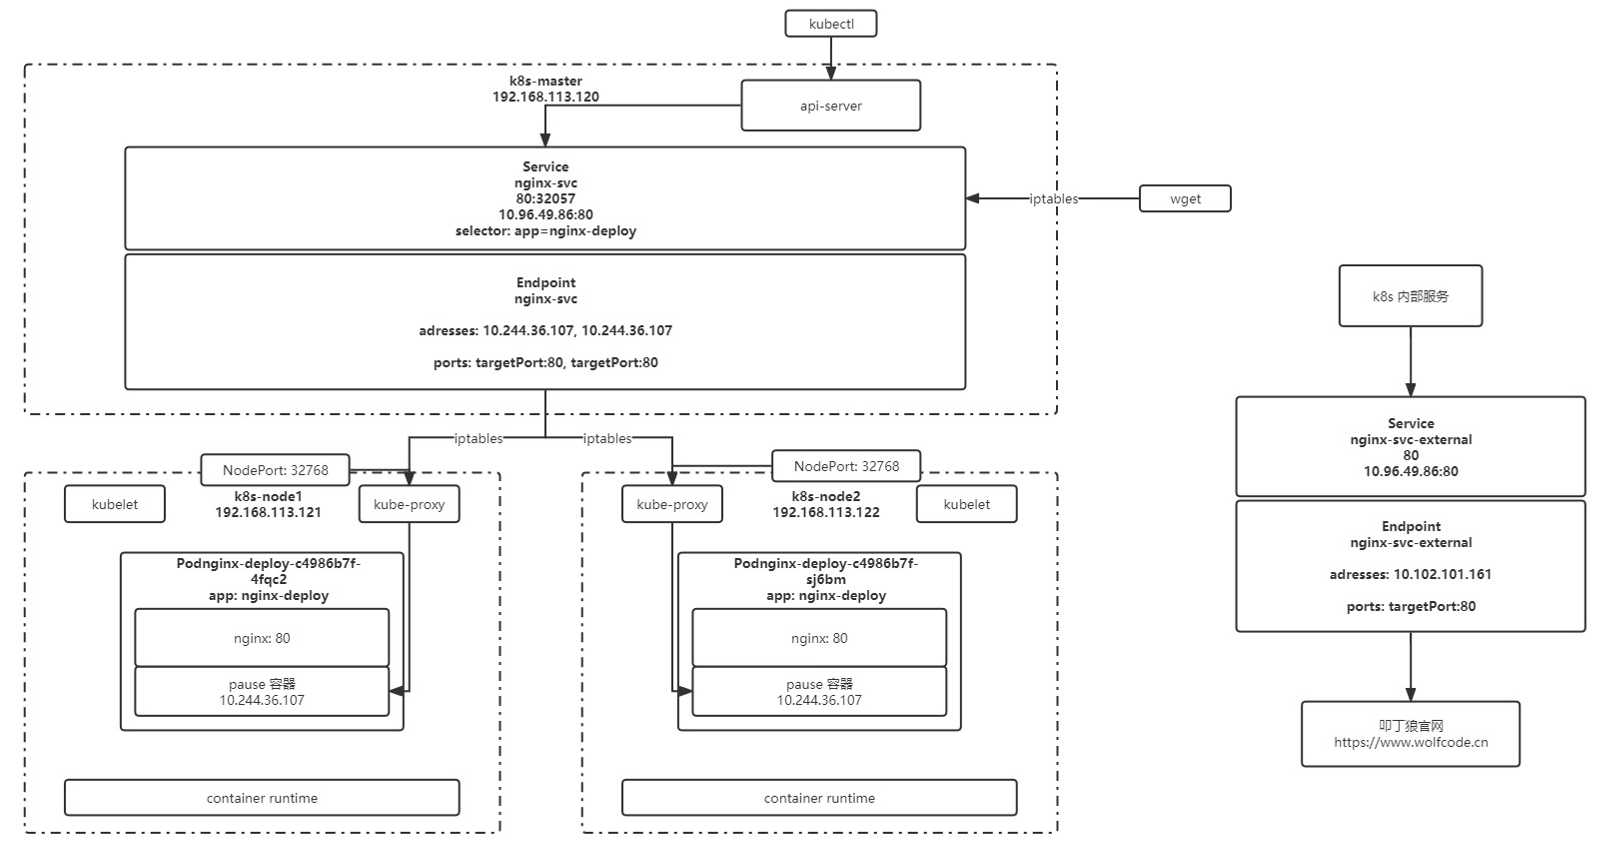 kubectl
k8s-master
192.168.113.120
api-server
Service
nginx-svc
80:32057
10.96.49.86:80
selector: app=nginx-deploy
iptables
wget
Endpoint
nginx-svc
adresses: 10.244.36.107, 10.244.36.107
ports: targetPort:80, targetPort:80
iptables
iptables
NodePort: 32768
kubelet
k8s-node1
192.168.113.121
kube-proxy
Podnginx-deploy-c4986b7f-
4fqc2
app: nginx-deploy
nginx: 80
pause 容器
10.244.36.107
container runtime
NodePort: 32768
kube-proxy
k8s-node2
192.168.113.122
kubelet
Podnginx-deploy-c4986b7f-
sj6bm
app: nginx-deploy
nginx: 80
pause 容器
10.244.36.107
container runtime
k8s 内部服务
Service
nginx-svc-external
80
10.96.49.86:80
Endpoint
nginx-svc-external
adresses: 10.102.101.161
ports: targetPort:80
叩丁狼官网
https://www.wolfcode.cn